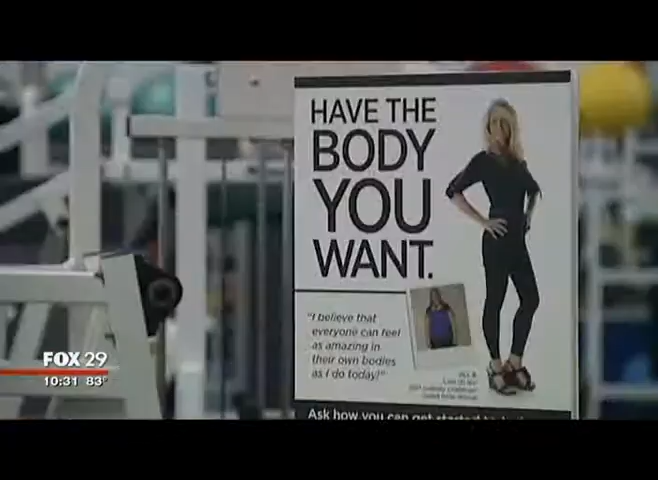 HAVE THE
BODY
YOU
WANT.
"I believe that
everyone can feel
as amazing in
their own bodies
as I do today!"
Ask how you can get started
FOX 29
10:31 83°